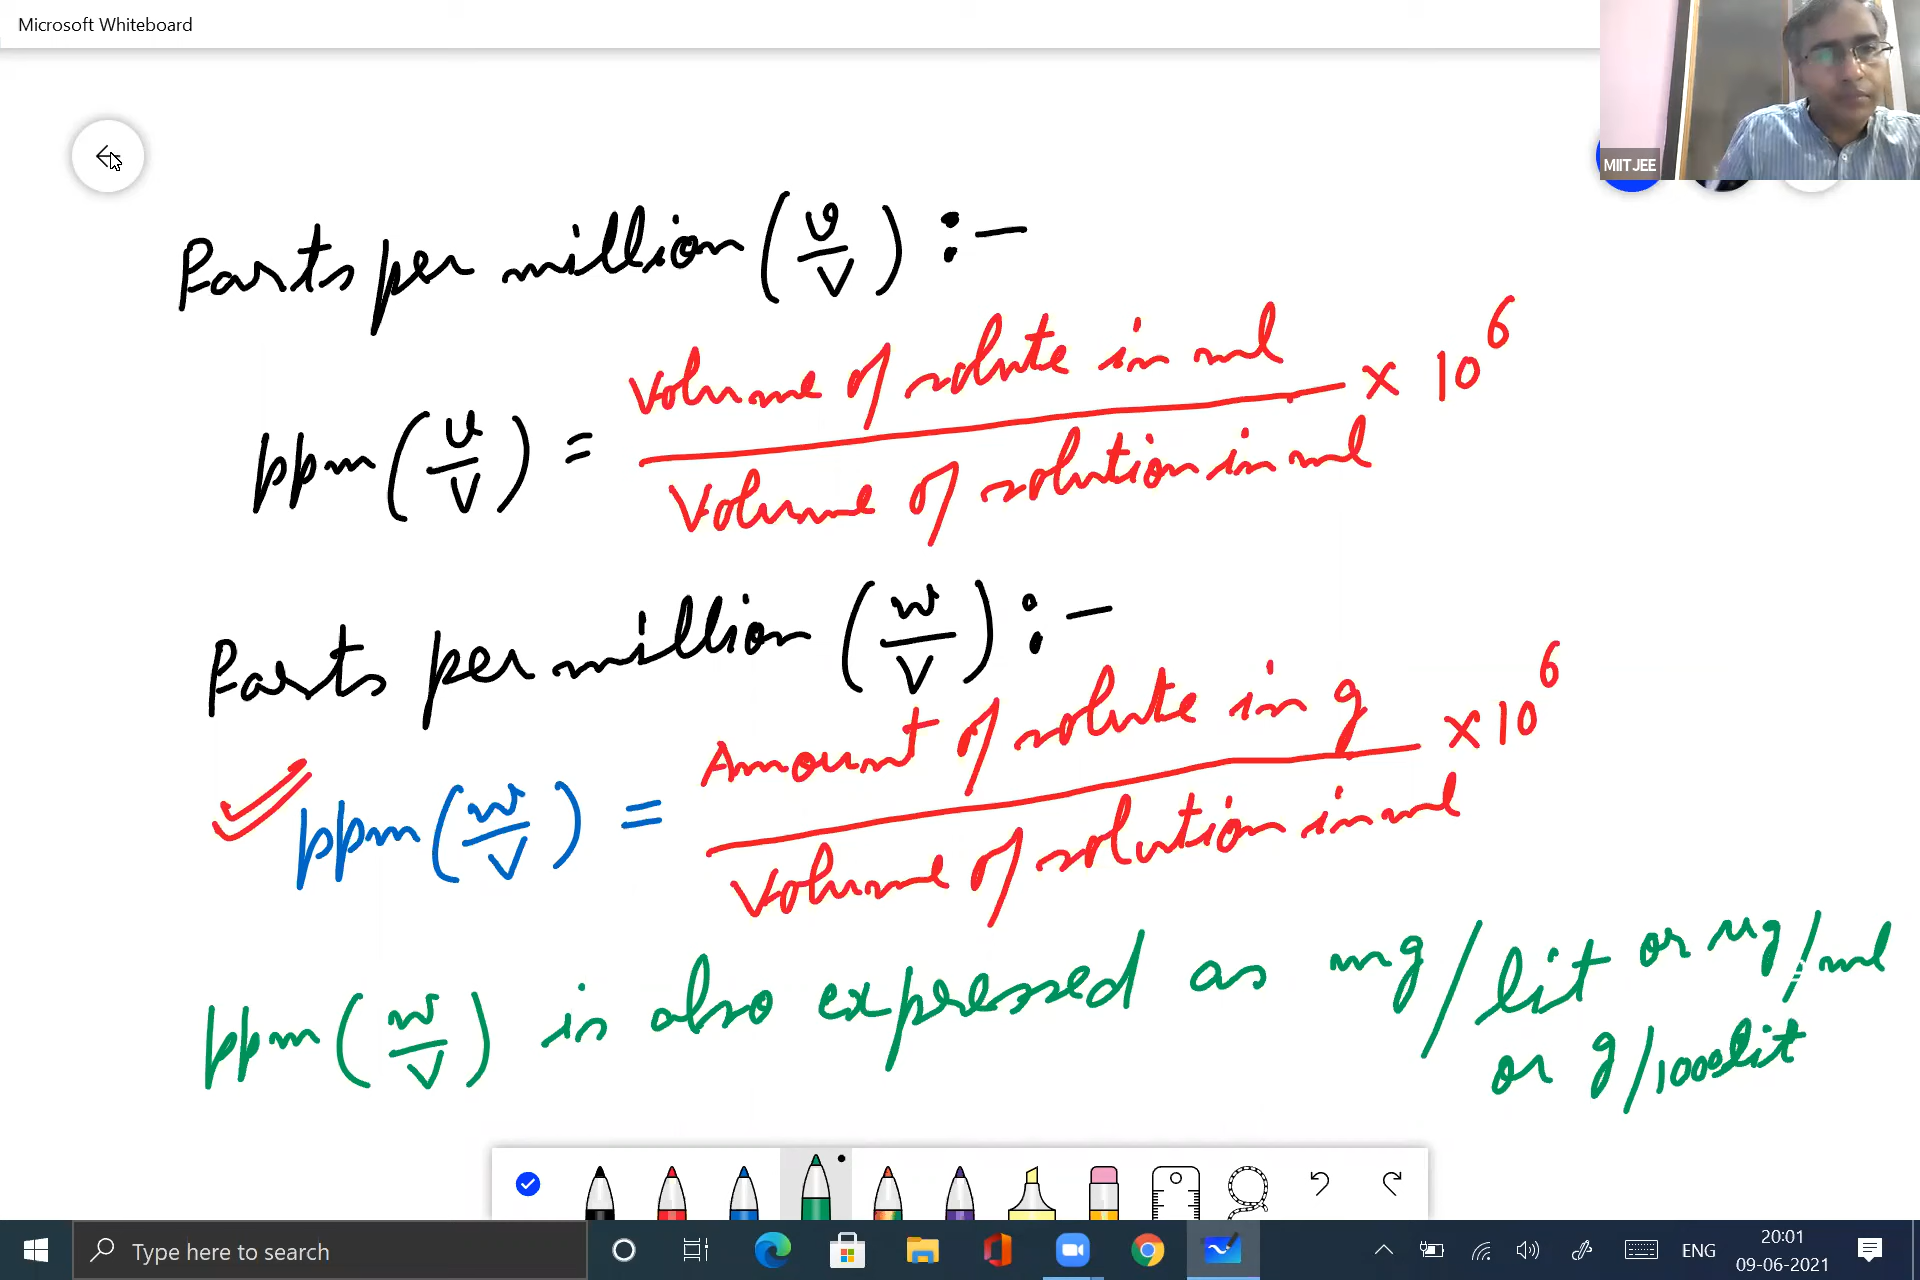 Microsoft Whiteboard
MIITJEE
Parts per million (v/V) :-
ppm (v/V) = Volume of solute in ml / Volume of solution in ml × 10^6
Parts per million (w/V) :-
ppm (w/V) = Amount of solute in g / Volume of solution in ml × 10^6
ppm (w/V) is also expressed as mg/lit or μg/ml
or g/1000lit
Type here to search
ENG
20:01
09-06-2021